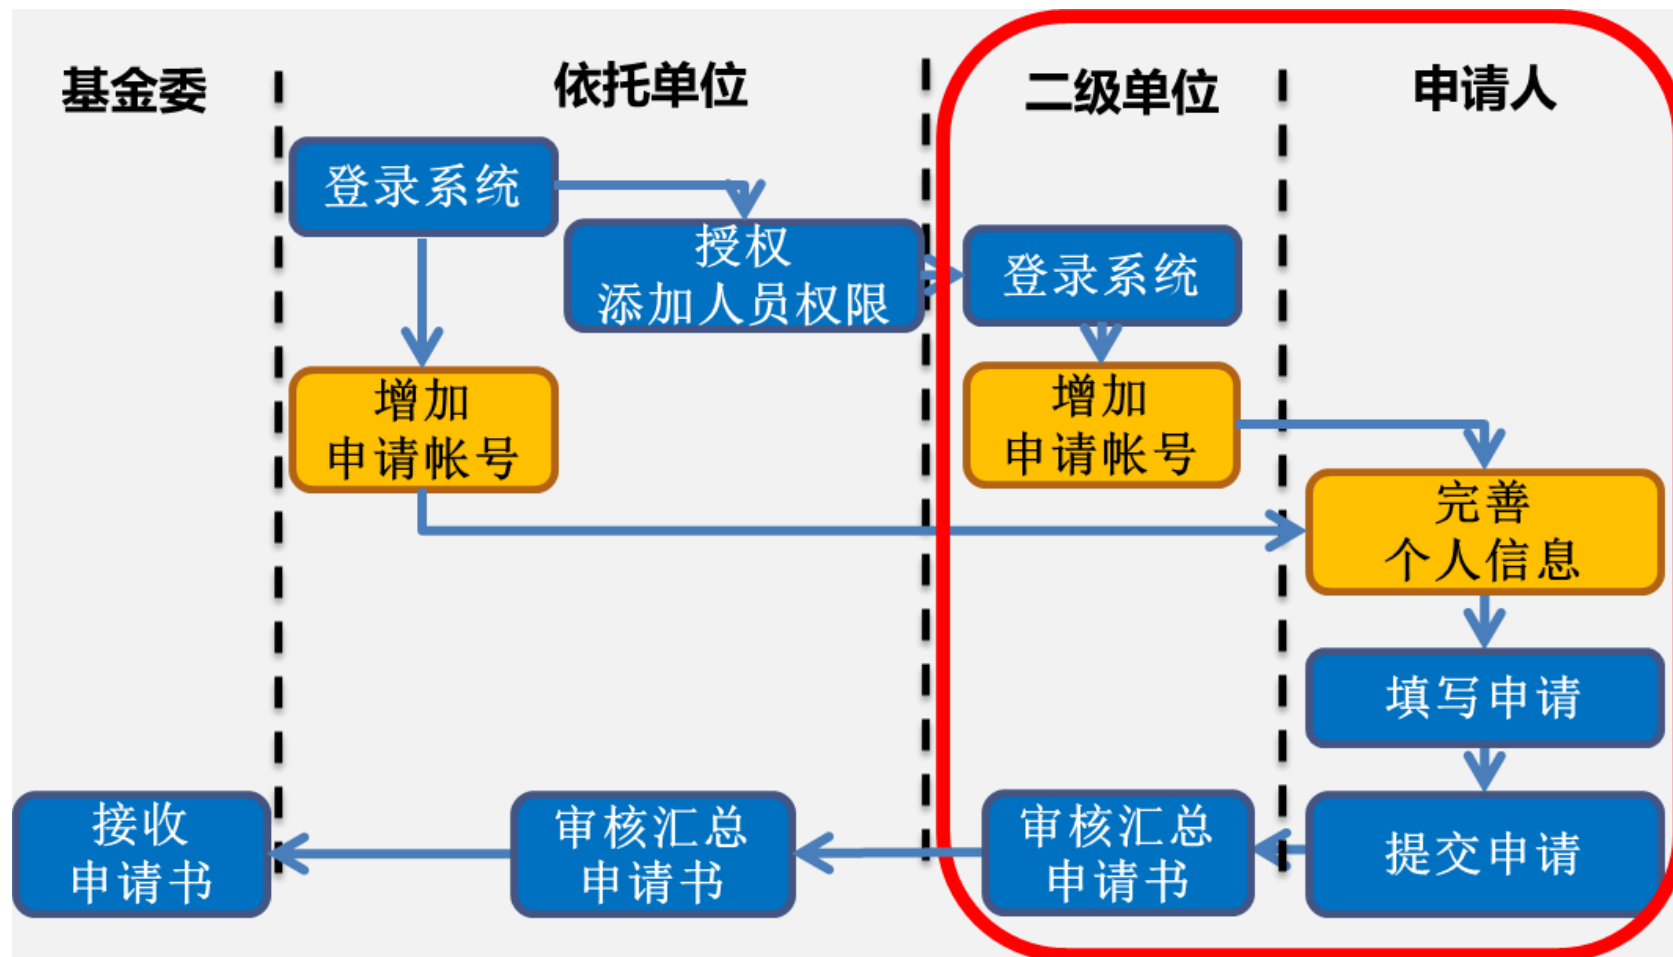 基金委
依托单位
二级单位
申请人
登录系统
授权
添加人员权限
登录系统
增加
申请帐号
增加
申请帐号
完善
个人信息
填写申请
接收
申请书
审核汇总
申请书
审核汇总
申请书
提交申请